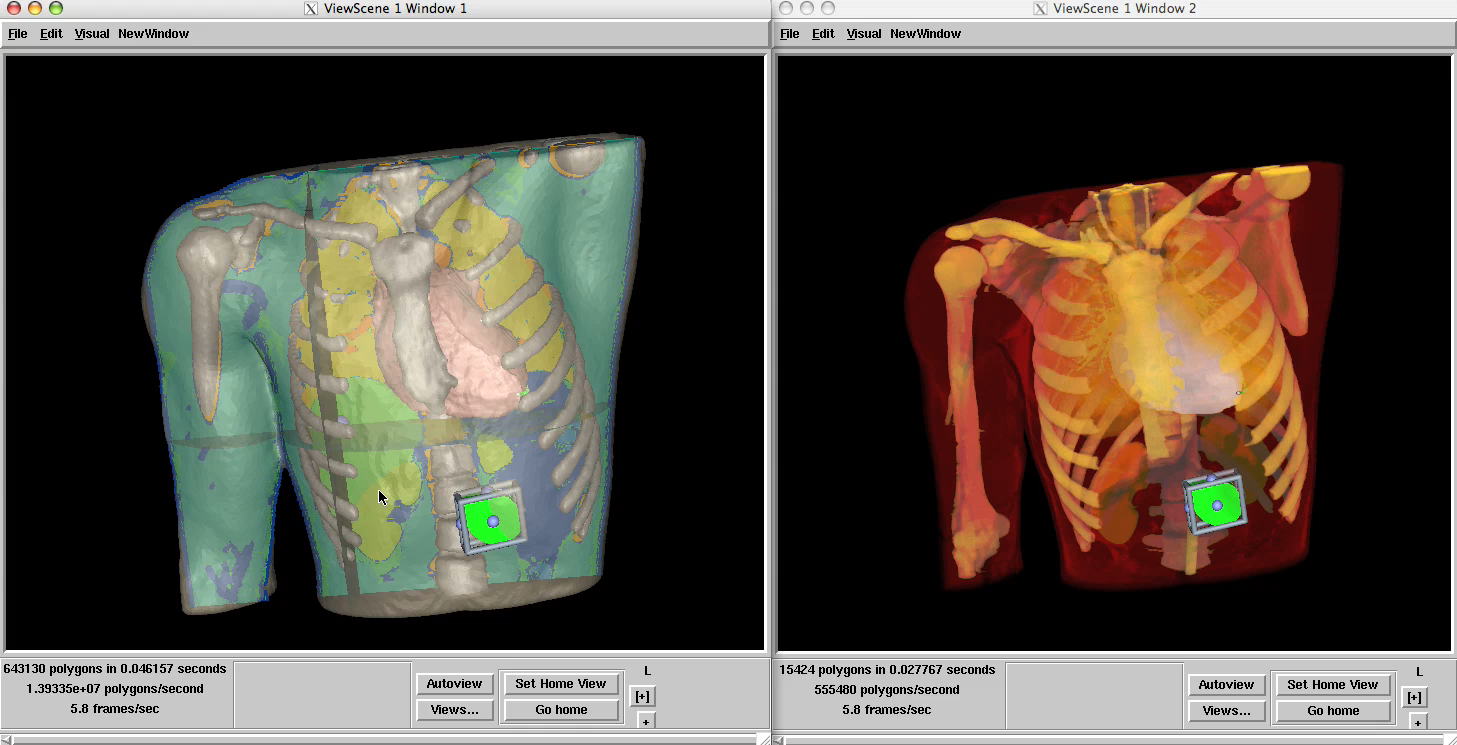 ViewScene 1 Window 1
File Edit Visual NewWindow
643130 polygons in 0.046157 seconds
1.39335e+07 polygons/second
5.8 frames/sec
Autoview
Views...
Set Home View
Go home
L
[+]
+
ViewScene 1 Window 2
File Edit Visual NewWindow
15424 polygons in 0.027767 seconds
555480 polygons/second
5.8 frames/sec
Autoview
Views...
Set Home View
Go home
L
[+]
+